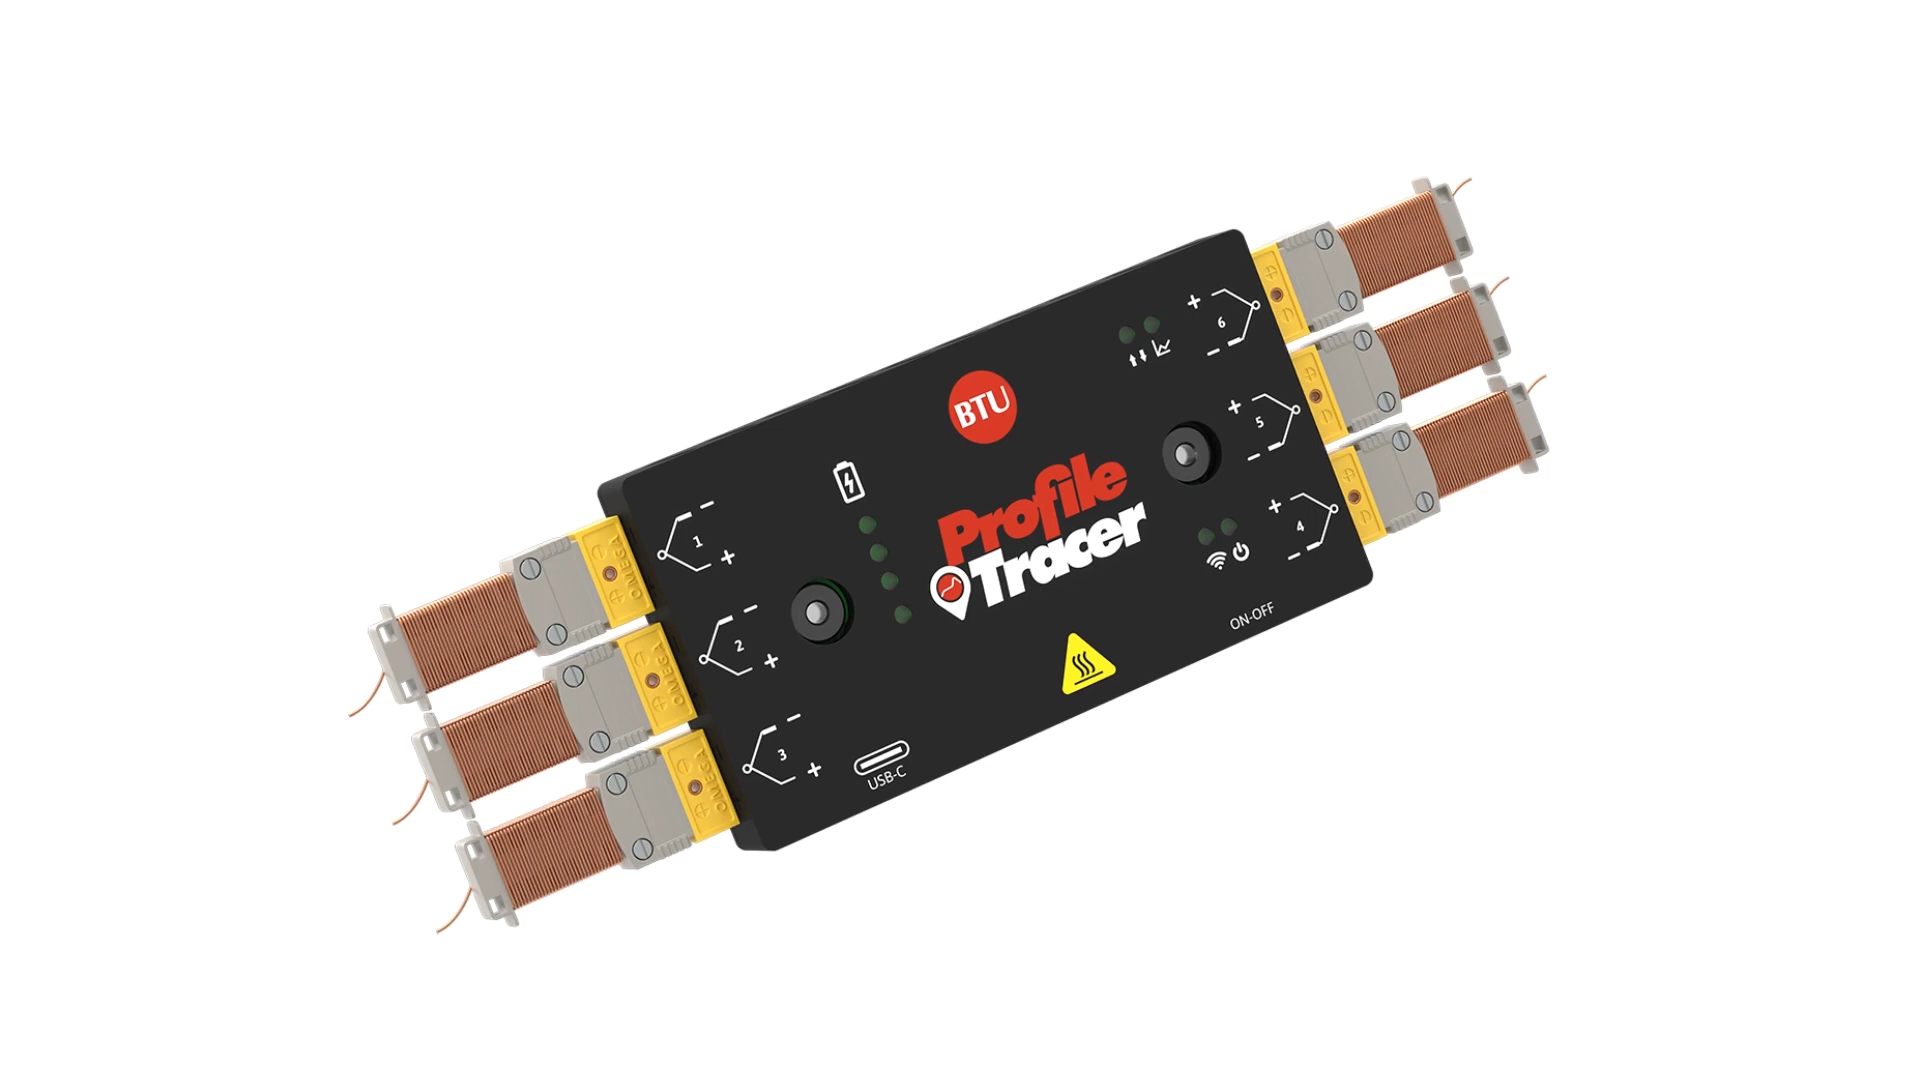 BTU
Profile
Tracer
1
2
3
6
5
4
+
+
+
+
+
+
USB-C
ON-OFF
OMEGA
OMEGA
OMEGA